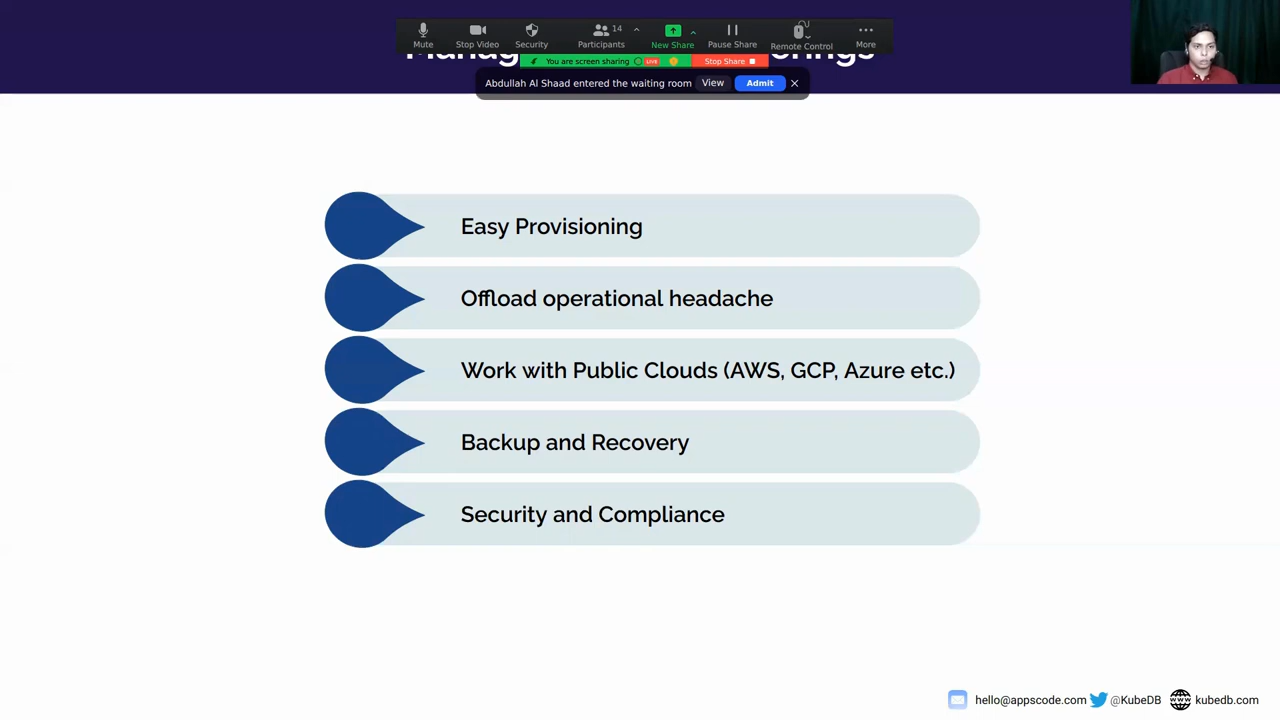 Mute
Stop Video
Security
Participants
14
New Share
Pause Share
Remote Control
More
You are screen sharing
LIVE
Stop Share
Abdullah Al Shaad entered the waiting room
View
Admit
Easy Provisioning
Offload operational headache
Work with Public Clouds (AWS, GCP, Azure etc.)
Backup and Recovery
Security and Compliance
hello@appscode.com @KubeDB www kubedb.com